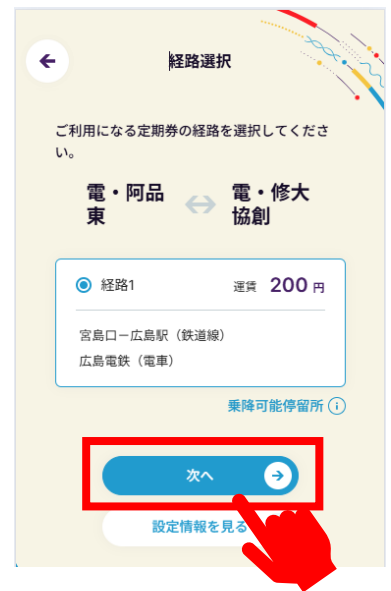 経路選択
ご利用になる定期券の経路を選択してくださ
い。
電・阿品
東
電・修大
協創
経路1 運賃 200 円
宮島口ー広島駅（鉄道線）
広島電鉄（電車）
乗降可能停留所
次へ
設定情報を見る